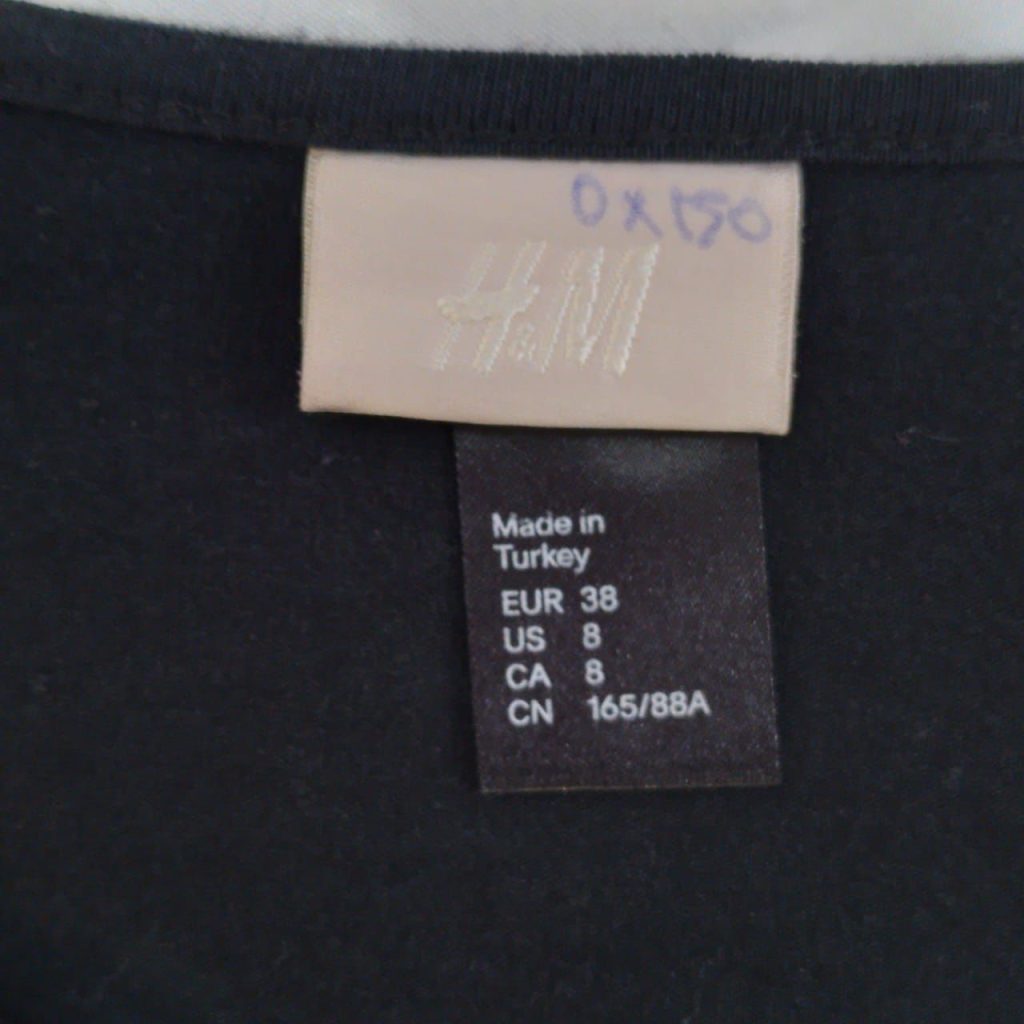 0x150
H&M
Made in
Turkey
EUR 38
US 8
CA 8
CN 165/88A